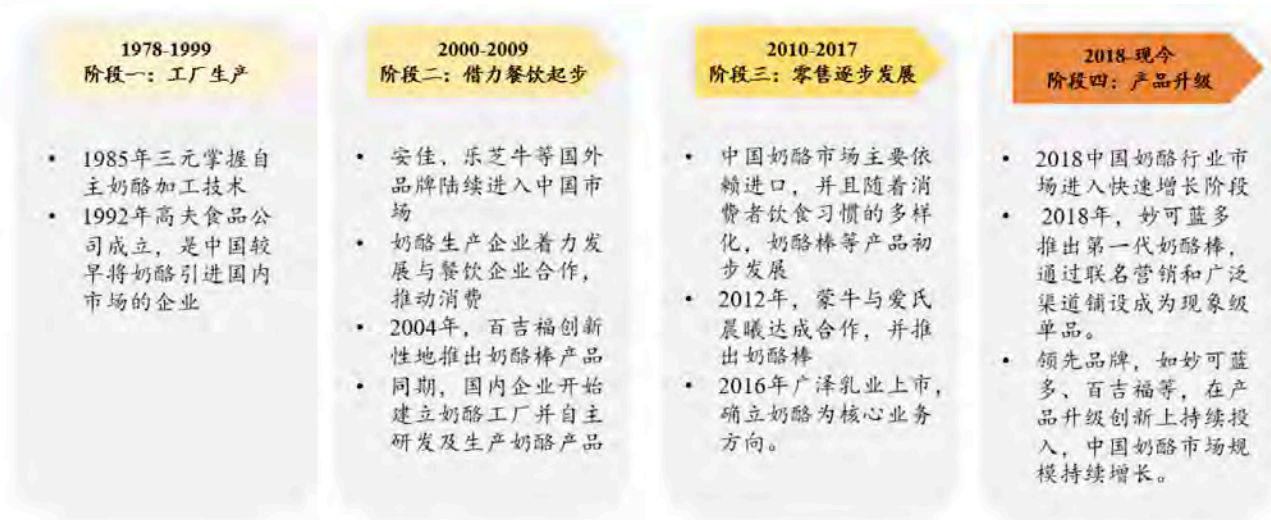 1978-1999
阶段一：工厂生产
• 1985年三元掌握自
主奶酪加工技术
• 1992年高夫食品公
司成立，是中国较
早将奶酪引进国内
市场的企业
2000-2009
阶段二：借力餐饮起步
• 安佳、乐芝牛等国外
品牌陆续进入中国市
场
• 奶酪生产企业着力发
展与餐饮企业合作，
推动消费
• 2004年，百吉福创新
性地推出奶酪棒产品
• 同期，国内企业开始
建立奶酪工厂并自主
研发及生产奶酪产品
2010-2017
阶段三：零售逐步发展
• 中国奶酪市场主要依
赖进口，并且随着消
费者饮食习惯的多样
化，奶酪棒等产品初
步发展
• 2012年，蒙牛与爱氏
晨曦达成合作，并推
出奶酪棒
• 2016年广泽乳业上市，
确立奶酪为核心业务
方向。
2018-现今
阶段四：产品升级
• 2018中国奶酪行业市
场进入快速增长阶段
• 2018年，妙可蓝多
推出第一代奶酪棒，
通过联名营销和广泛
渠道铺设成为现象级
单品。
• 领先品牌，如妙可蓝
多、百吉福等，在产
品升级创新上持续投
入，中国奶酪市场规
模持续增长。